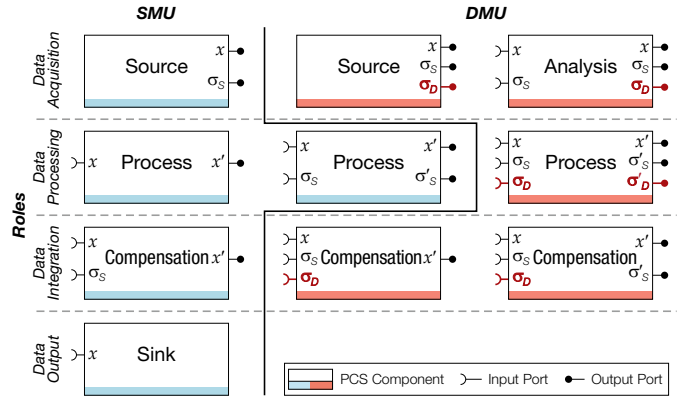 SMU DMU
Roles
Data Acquisition
Source x σS
Source x σS σD
x σS Analysis x σS σD
Data Processing
x Process x′
x σS Process x′ σ′S
x σS σD Process x′ σ′S σ′D
Data Integration
x σS Compensation x′
x σS σD Compensation x′
x σS σD Compensation x′ σ′S
Data Output
x Sink
PCS Component Input Port Output Port